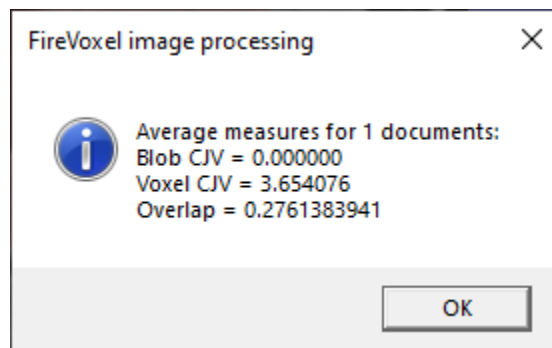 FireVoxel image processing
Average measures for 1 documents:
Blob CJV = 0.000000
Voxel CJV = 3.654076
Overlap = 0.2761383941
OK